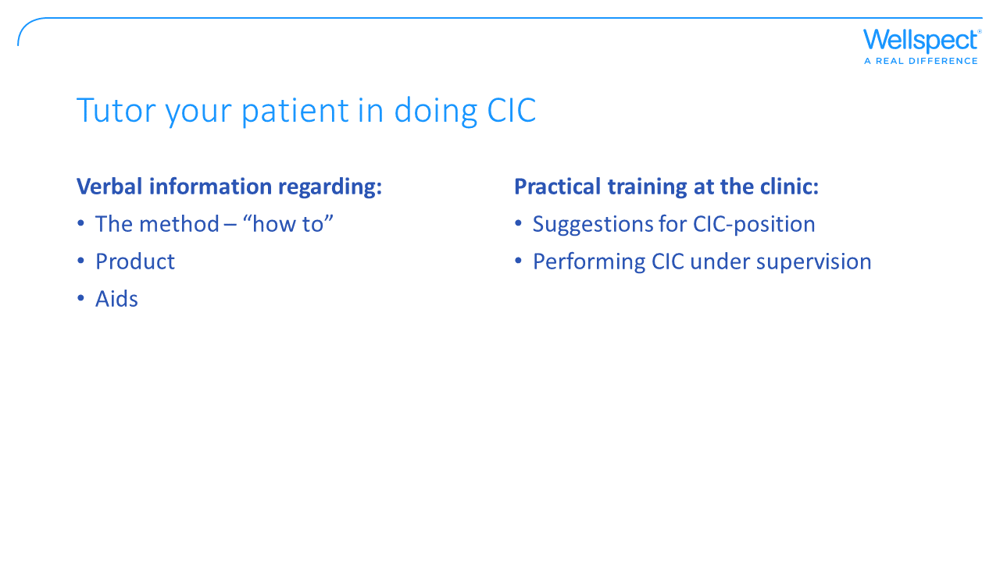 Wellspect®
A REAL DIFFERENCE
Tutor your patient in doing CIC
Verbal information regarding:
• The method – “how to”
• Product
• Aids
Practical training at the clinic:
• Suggestions for CIC-position
• Performing CIC under supervision